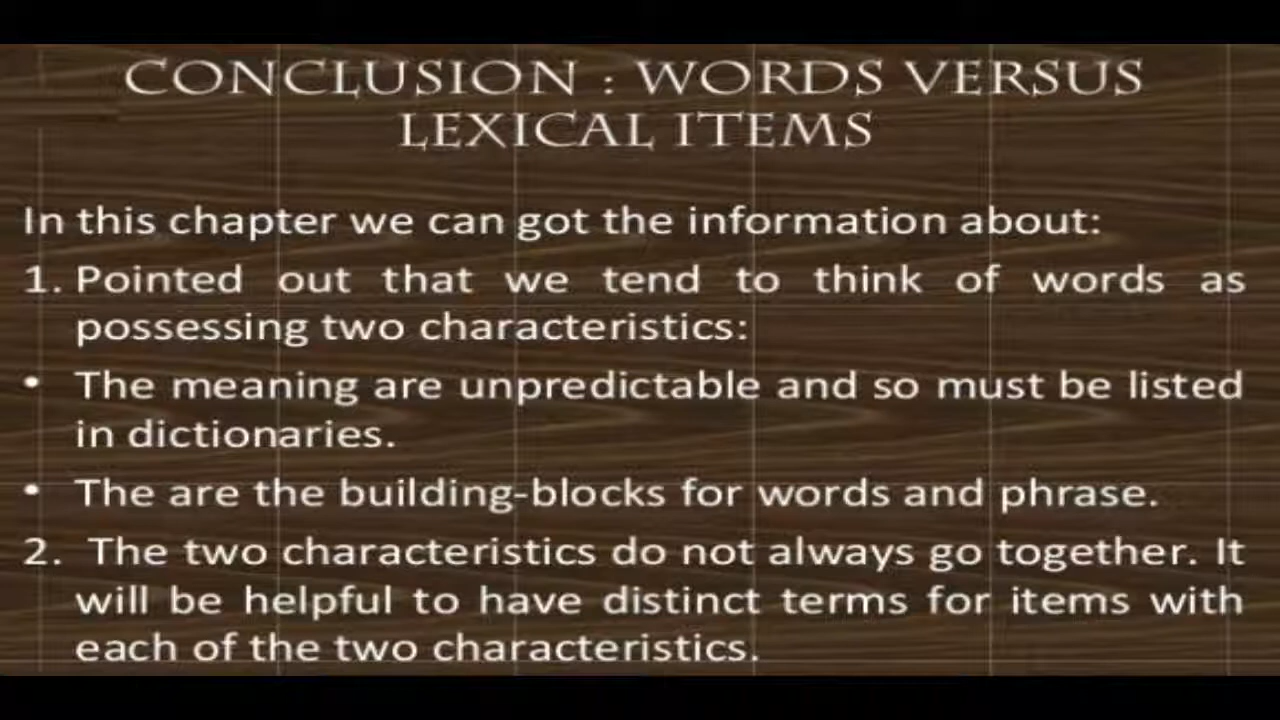 CONCLUSION : WORDS VERSUS
LEXICAL ITEMS
In this chapter we can got the information about:
1. Pointed out that we tend to think of words as
possessing two characteristics:
• The meaning are unpredictable and so must be listed
in dictionaries.
• The are the building-blocks for words and phrase.
2. The two characteristics do not always go together. It
will be helpful to have distinct terms for items with
each of the two characteristics.